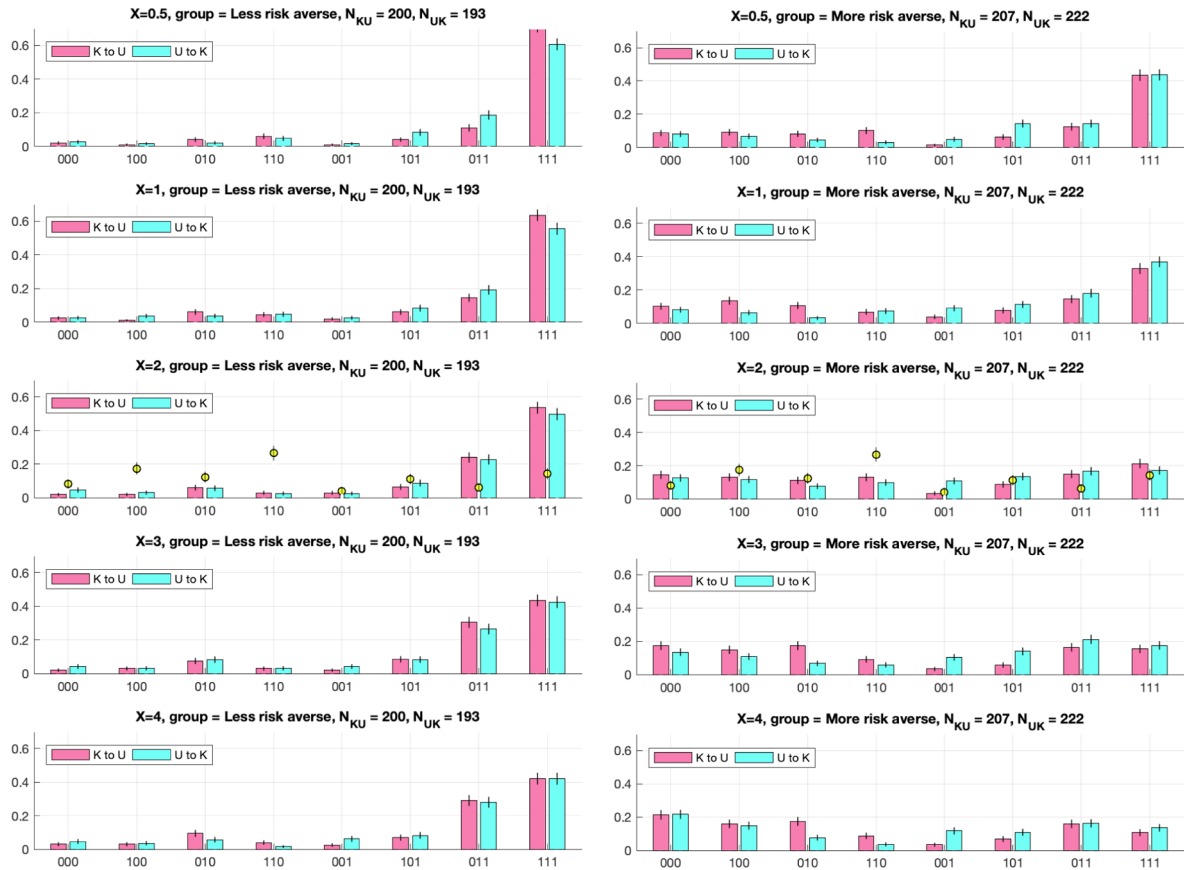 X=0.5, group = Less risk averse, N_KU = 200, N_UK = 193
K to U U to K
0.6
0.4
0.2
0
000 100 010 110 001 101 011 111
X=0.5, group = More risk averse, N_KU = 207, N_UK = 222
K to U U to K
0.6
0.4
0.2
0
000 100 010 110 001 101 011 111
X=1, group = Less risk averse, N_KU = 200, N_UK = 193
K to U U to K
0.6
0.4
0.2
0
000 100 010 110 001 101 011 111
X=1, group = More risk averse, N_KU = 207, N_UK = 222
K to U U to K
0.6
0.4
0.2
0
000 100 010 110 001 101 011 111
X=2, group = Less risk averse, N_KU = 200, N_UK = 193
K to U U to K
0.6
0.4
0.2
0
000 100 010 110 001 101 011 111
X=2, group = More risk averse, N_KU = 207, N_UK = 222
K to U U to K
0.6
0.4
0.2
0
000 100 010 110 001 101 011 111
X=3, group = Less risk averse, N_KU = 200, N_UK = 193
K to U U to K
0.6
0.4
0.2
0
000 100 010 110 001 101 011 111
X=3, group = More risk averse, N_KU = 207, N_UK = 222
K to U U to K
0.6
0.4
0.2
0
000 100 010 110 001 101 011 111
X=4, group = Less risk averse, N_KU = 200, N_UK = 193
K to U U to K
0.6
0.4
0.2
0
000 100 010 110 001 101 011 111
X=4, group = More risk averse, N_KU = 207, N_UK = 222
K to U U to K
0.6
0.4
0.2
0
000 100 010 110 001 101 011 111